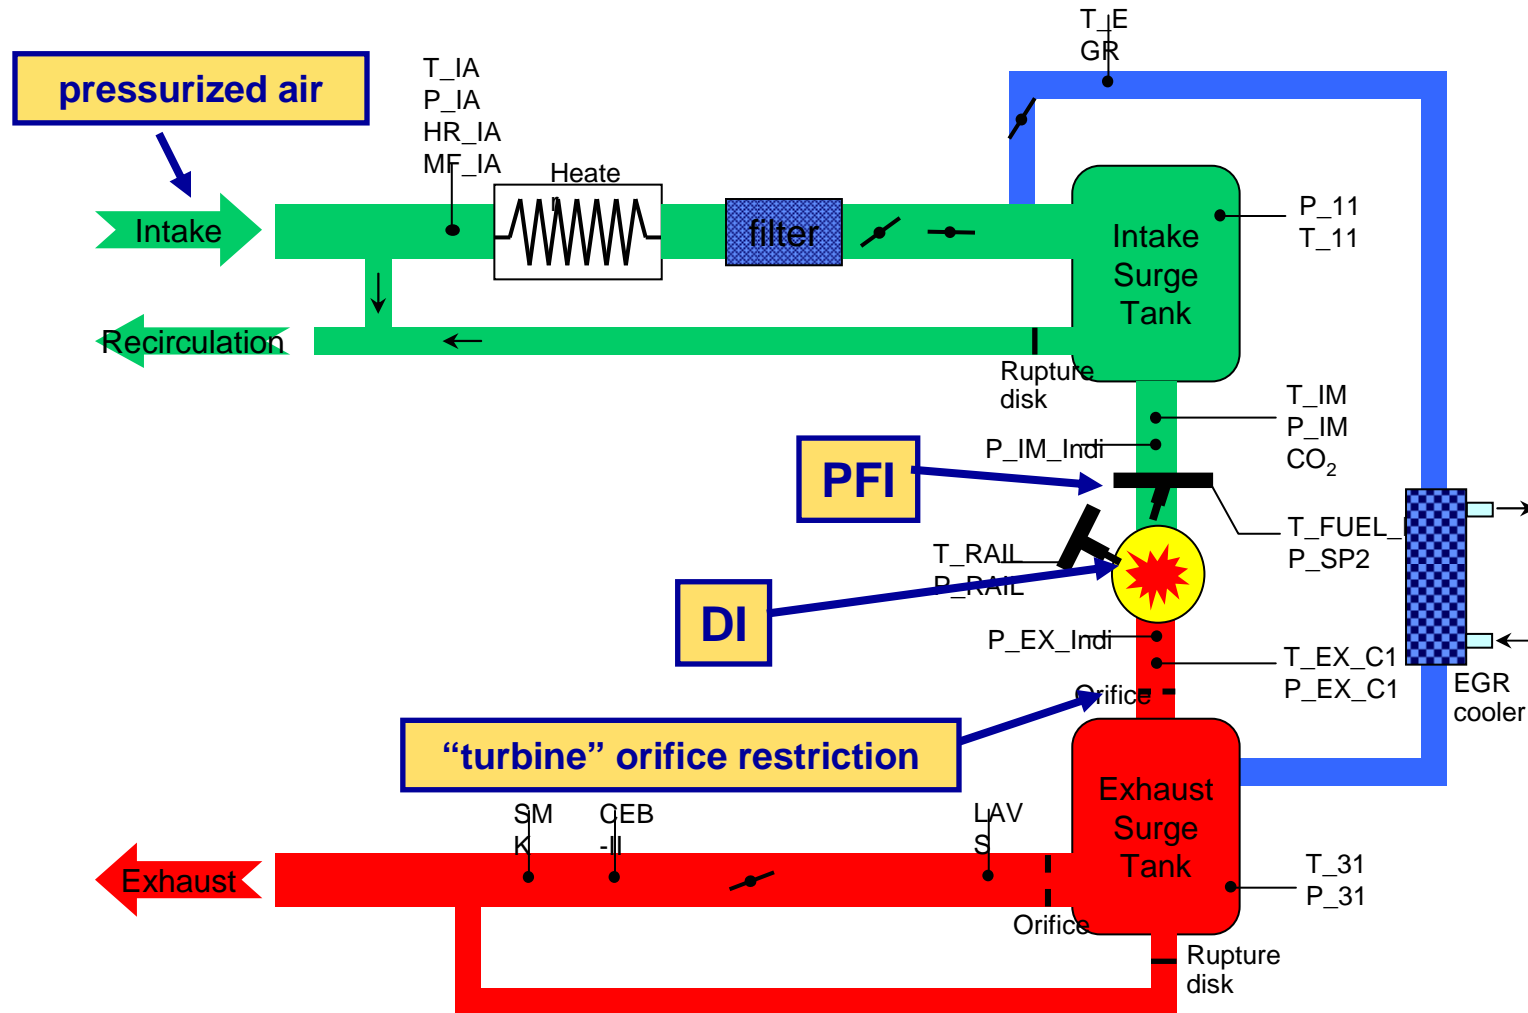 T_E
GR
pressurized air
T_IA
P_IA
HR_IA
MF_IA
Heate
r
Intake
filter
Intake
Surge
Tank
P_11
T_11
Recirculation
Rupture
disk
T_IM
P_IM
CO2
P_IM_Indi
PFI
T_FUEL_
P_SP2
T_RAIL
P_RAIL
DI
P_EX_Indi
T_EX_C1
P_EX_C1
EGR
cooler
Orifice
“turbine” orifice restriction
Exhaust
Surge
Tank
SM
K
CEB
-II
LAV
S
Exhaust
T_31
P_31
Orifice
Rupture
disk